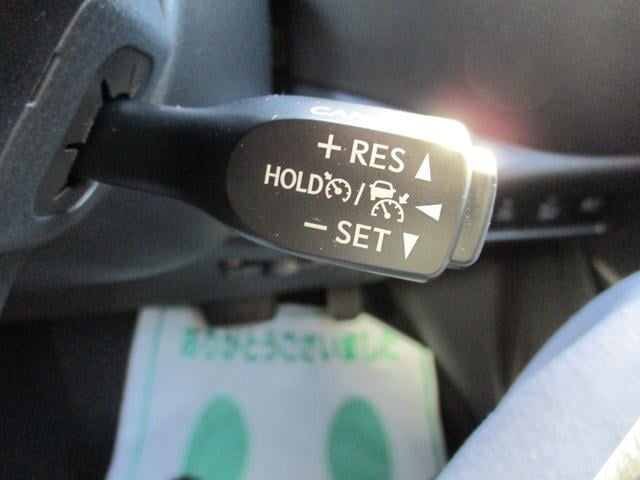 + RES
HOLD /
- SET
ありがとうございました